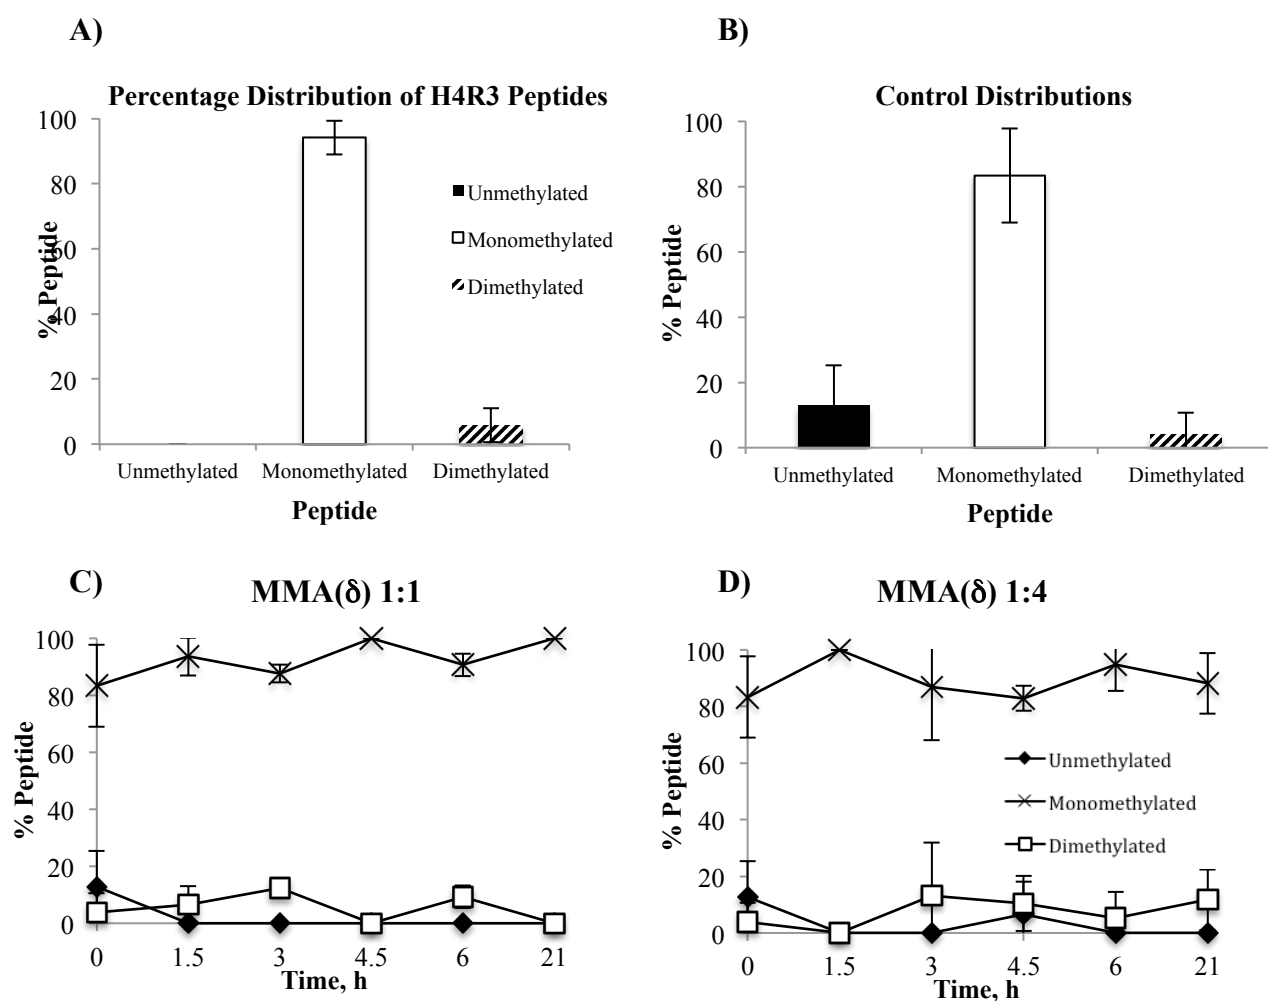 A)
Percentage Distribution of H4R3 Peptides
100
80
60
40
20
0
% Peptide
Unmethylated
Monomethylated
Dimethylated
Unmethylated Monomethylated Dimethylated
Peptide
B)
Control Distributions
100
80
60
40
20
0
% Peptide
Unmethylated Monomethylated Dimethylated
Peptide
C)
MMA(δ) 1:1
100
80
60
40
20
0
% Peptide
0 1.5 3 4.5 6 21
Time, h
D)
MMA(δ) 1:4
100
80
60
40
20
0
% Peptide
Unmethylated
Monomethylated
Dimethylated
0 1.5 3 4.5 6 21
Time, h